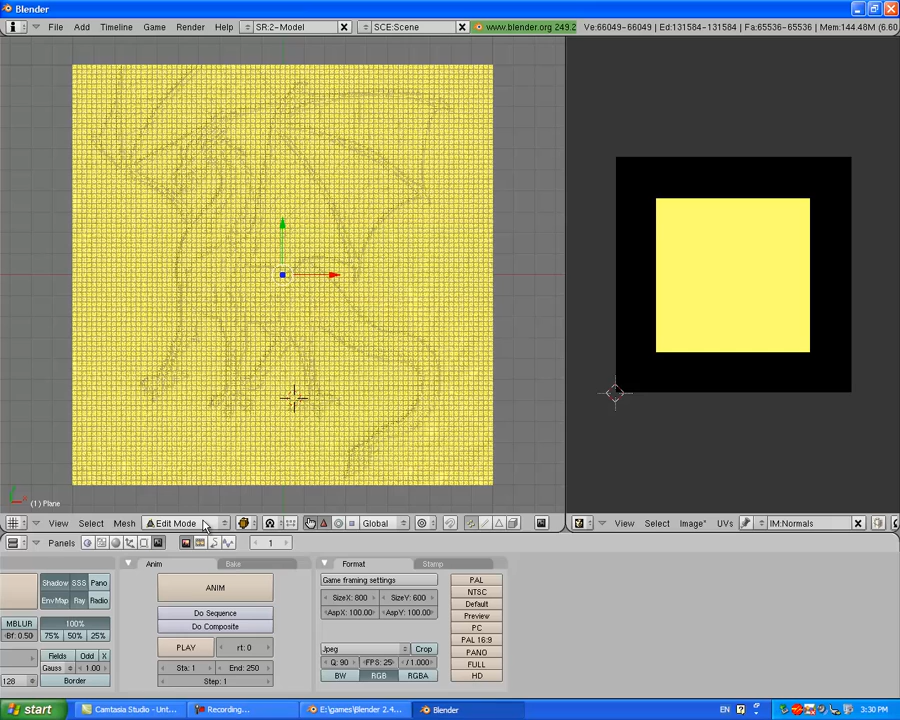 Blender
File Add Timeline Game Render Help SR:2-Model SCE:Scene www.blender.org 249.2 Ve:66049-66049 | Ed:131584-131584 | Fa:65536-65536 | Mem:144.48M (6.60
(1) Plane
View Select Mesh Edit Mode Global View Select Image* UVs IM:Normals
Panels 1
Shadow SSS Pano
EnvMap Ray Radio
MBLUR 100%
Bf: 0.50 75% 50% 25%
Fields Odd X
Gauss 1.00
128 Border
Anim Bake
ANIM
Do Sequence
Do Composite
PLAY rt: 0
Sta: 1 End: 250
Step: 1
Format Stamp
Game framing settings
SizeX: 800 SizeY: 600
AspX: 100.00 AspY: 100.00
Jpeg Crop
Q: 90 FPS: 25 / 1.000
BW RGB RGBA
PAL
NTSC
Default
Preview
PC
PAL 16:9
PANO
FULL
HD
start Camtasia Studio - Unt... Recording... E:\games\Blender 2.4... Blender EN 3:30 PM